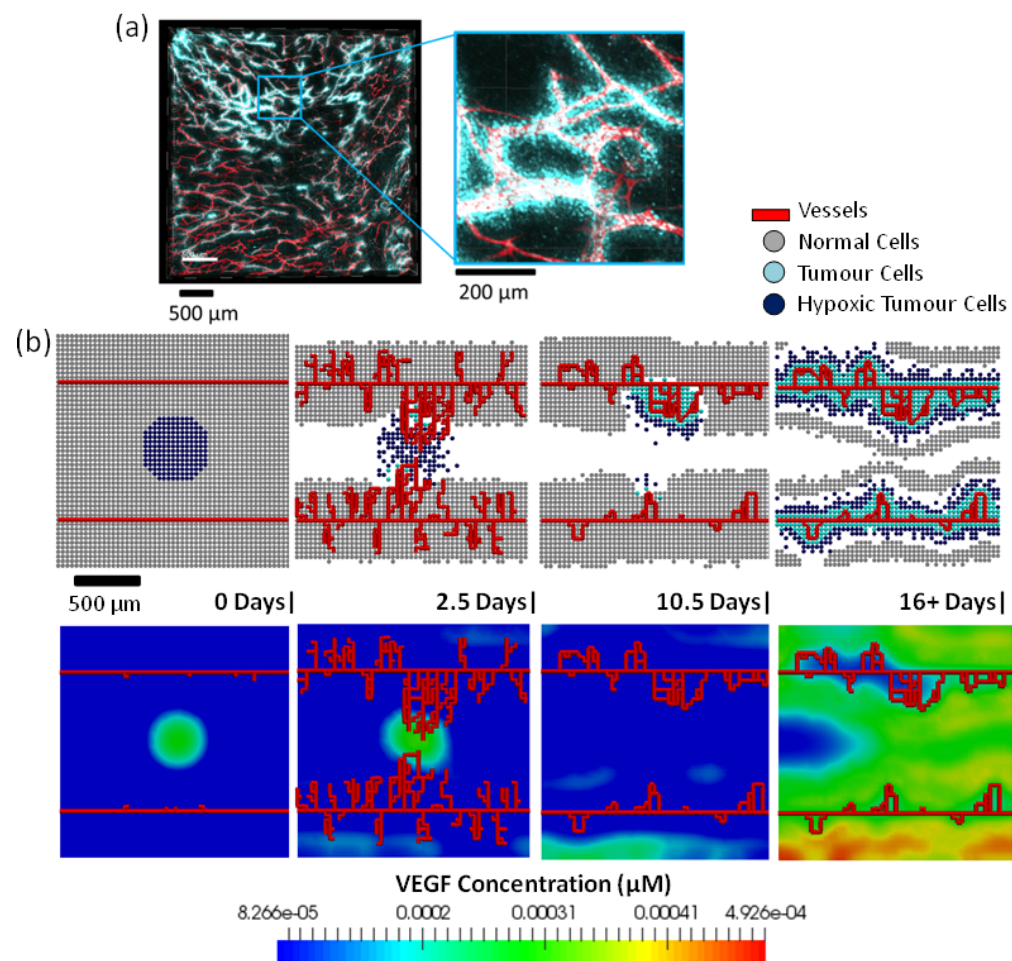 (a)
500 μm
200 μm
Vessels
Normal Cells
Tumour Cells
Hypoxic Tumour Cells
(b)
500 μm
0 Days|
2.5 Days|
10.5 Days|
16+ Days|
VEGF Concentration (μM)
8.266e-05 0.0002 0.00031 0.00041 4.926e-04